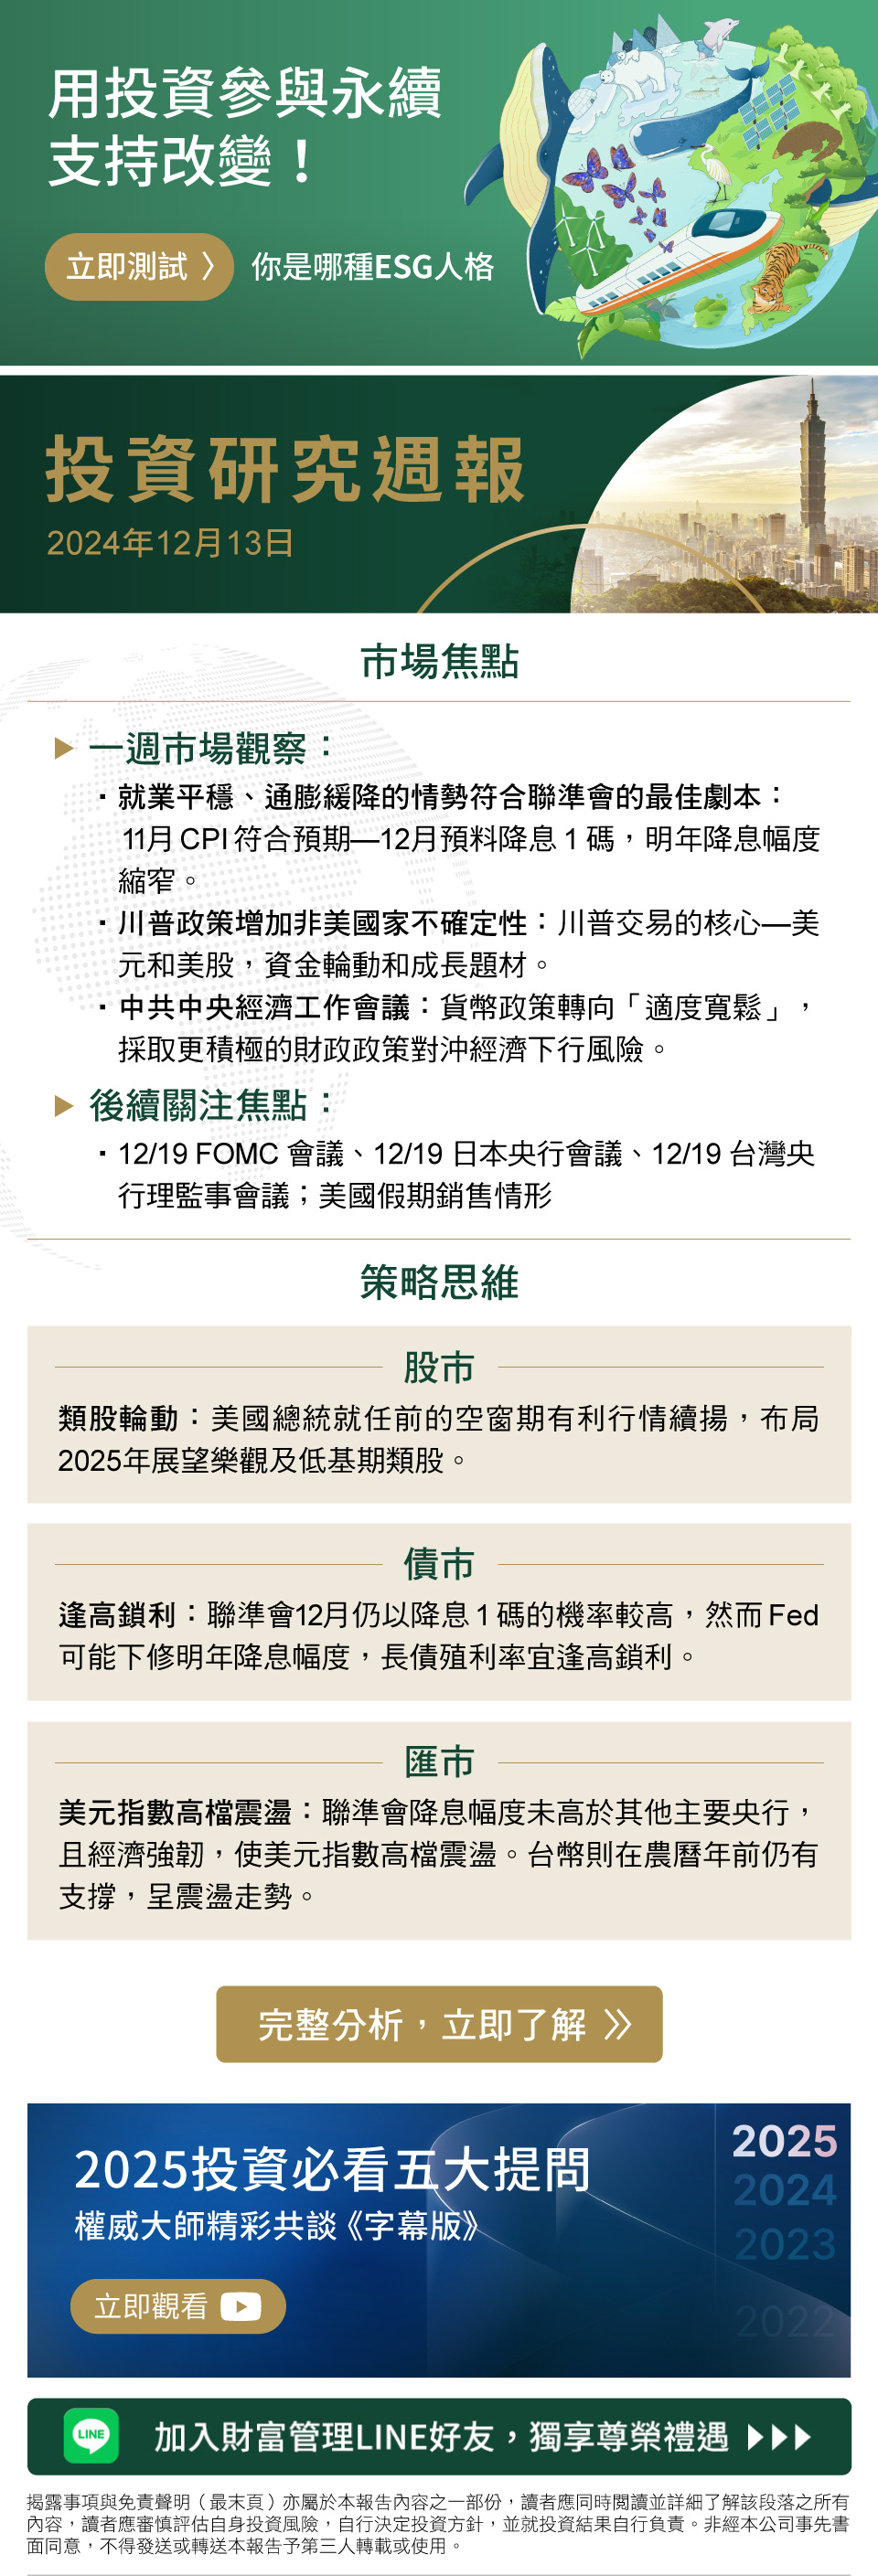 用投資參與永續
支持改變！
立即測試 〉 你是哪種ESG人格
投資研究週報
2024年12月13日
市場焦點
▶ 一週市場觀察：
▪ 就業平穩、通膨緩降的情勢符合聯準會的最佳劇本：
11月 CPI 符合預期—12月預料降息 1 碼，明年降息幅度
縮窄。
▪ 川普政策增加非美國家不確定性：川普交易的核心—美
元和美股，資金輪動和成長題材。
▪ 中共中央經濟工作會議：貨幣政策轉向「適度寬鬆」，
採取更積極的財政政策對沖經濟下行風險。
▶ 後續關注焦點：
▪ 12/19 FOMC 會議、12/19 日本央行會議、12/19 台灣央
行理監事會議；美國假期銷售情形
策略思維
股市
類股輪動：美國總統就任前的空窗期有利行情續揚，布局
2025年展望樂觀及低基期類股。
債市
逢高鎖利：聯準會12月仍以降息 1 碼的機率較高，然而 Fed
可能下修明年降息幅度，長債殖利率宜逢高鎖利。
匯市
美元指數高檔震盪：聯準會降息幅度未高於其他主要央行，
且經濟強韌，使美元指數高檔震盪。台幣則在農曆年前仍有
支撐，呈震盪走勢。
完整分析，立即了解 》
2025投資必看五大提問
權威大師精彩共談《字幕版》
立即觀看
2025
2024
2023
2022
LINE 加入財富管理LINE好友，獨享尊榮禮遇 ▶▶▶
揭露事項與免責聲明（最末頁）亦屬於本報告內容之一部份，讀者應同時閱讀並詳細了解該段落之所有
內容，讀者應審慎評估自身投資風險，自行決定投資方針，並就投資結果自行負責。非經本公司事先書
面同意，不得發送或轉送本報告予第三人轉載或使用。